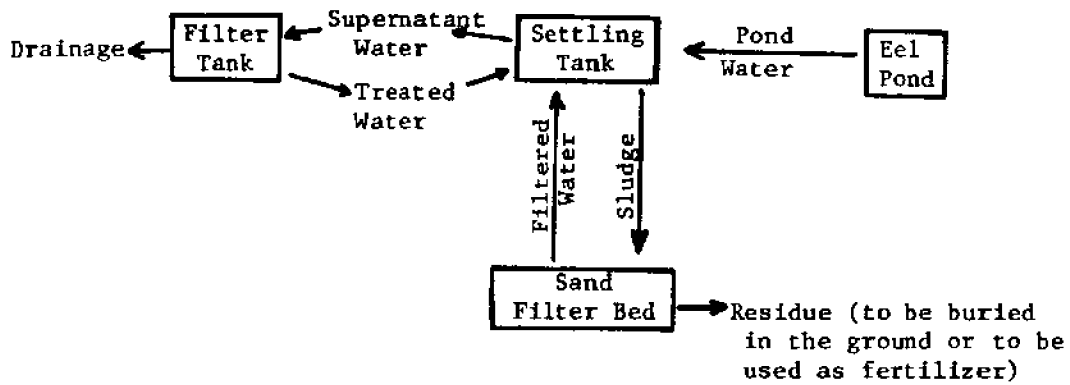 Drainage
Filter
Tank
Supernatant
Water
Treated
Water
Settling
Tank
Pond
Water
Eel
Pond
Filtered
Water
Sludge
Sand
Filter Bed
Residue (to be buried
in the ground or to be
used as fertilizer)